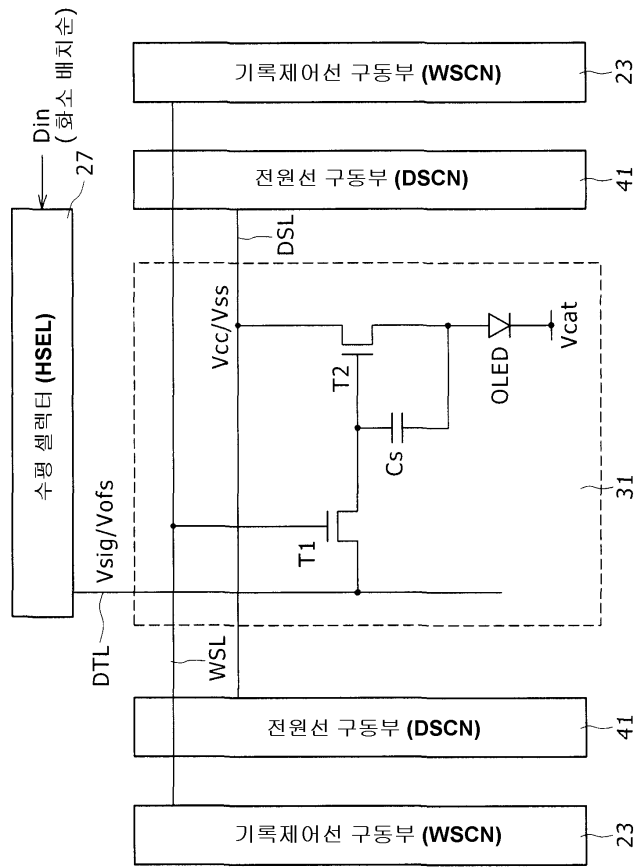 Din
(화소 배치순)
27
수평 셀렉터 (HSEL)
기록제어선 구동부 (WSCN)
23
전원선 구동부 (DSCN)
41
DSL
Vcc/Vss
Vsig/Vofs
DTL
WSL
T1
T2
Cs
OLED
Vcat
31
전원선 구동부 (DSCN)
41
기록제어선 구동부 (WSCN)
23